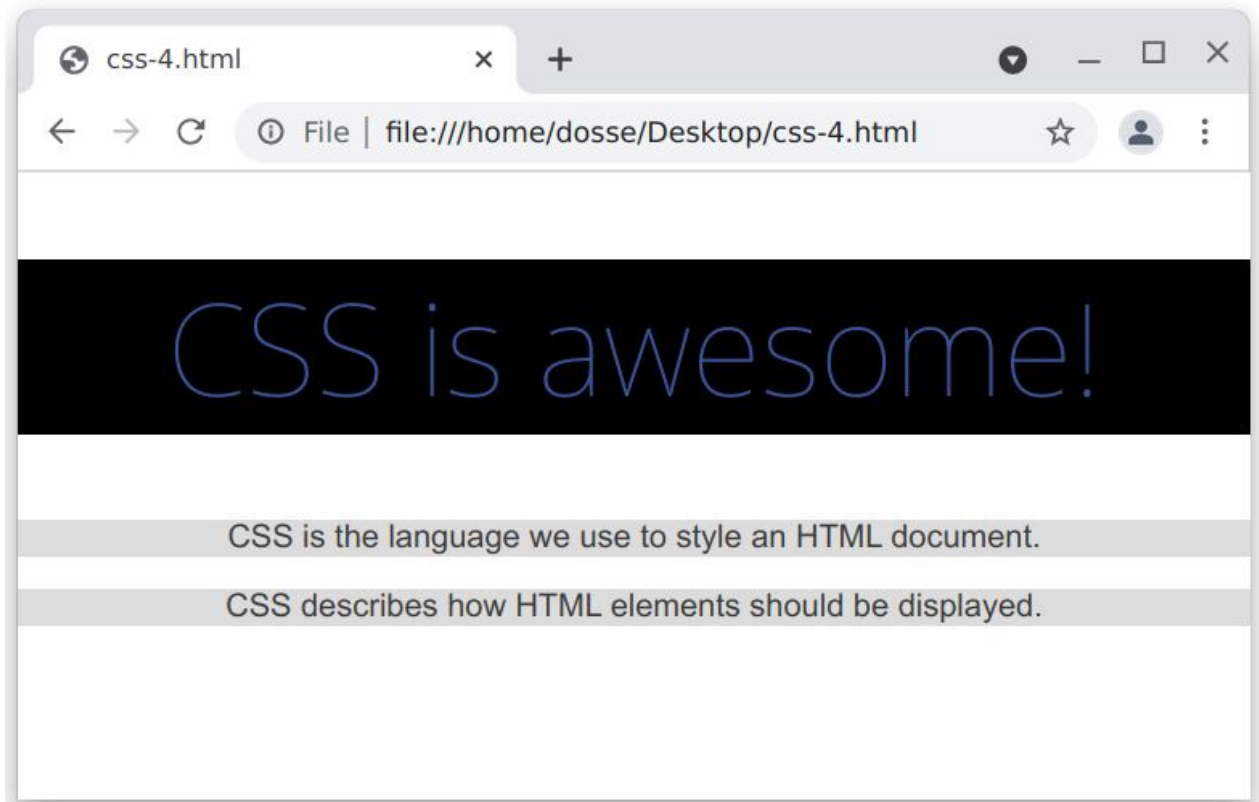 css-4.html
File | file:///home/dosse/Desktop/css-4.html
CSS is awesome!
CSS is the language we use to style an HTML document.
CSS describes how HTML elements should be displayed.